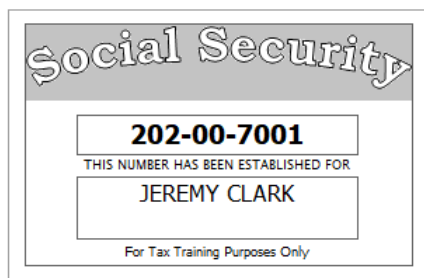 Social Security
202-00-7001
THIS NUMBER HAS BEEN ESTABLISHED FOR
JEREMY CLARK
For Tax Training Purposes Only